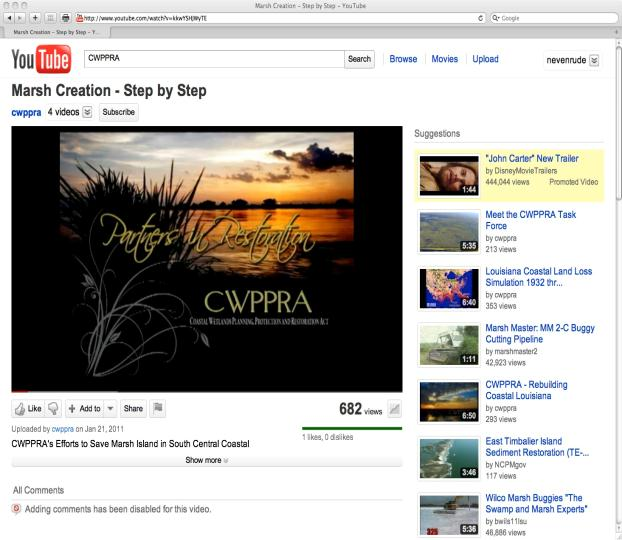 Marsh Creation - Step by Step - YouTube
http://www.youtube.com/watch?v=kkwYSHJWyTE
Google
Marsh Creation - Step by Step - Y...
YouTube
CWPPRA
Search
Browse
Movies
Upload
nevenrude
Marsh Creation - Step by Step
cwppra 4 videos
Subscribe
Partners in Restoration
CWPPRA
Coastal Wetlands Planning, Protection and Restoration Act
Like
Add to
Share
682 views
Uploaded by cwppra on Jan 21, 2011
1 likes, 0 dislikes
CWPPRA's Efforts to Save Marsh Island in South Central Coastal
Show more
All Comments
Adding comments has been disabled for this video.
Suggestions
1:44
"John Carter" New Trailer
by DisneyMovieTrailers
444,044 views Promoted Video
5:35
Meet the CWPPRA Task
Force
by cwppra
213 views
6:40
Louisiana Coastal Land Loss
Simulation 1932 thr...
by cwppra
353 views
1:11
Marsh Master: MM 2-C Buggy
Cutting Pipeline
by marshmaster2
42,923 views
6:50
CWPPRA - Rebuilding
Coastal Louisiana
by cwppra
293 views
3:46
East Timbalier Island
Sediment Restoration (TE-...
by NCPMgov
117 views
5:36
Wilco Marsh Buggies "The
Swamp and Marsh Experts"
by bwils11lsu
46,886 views